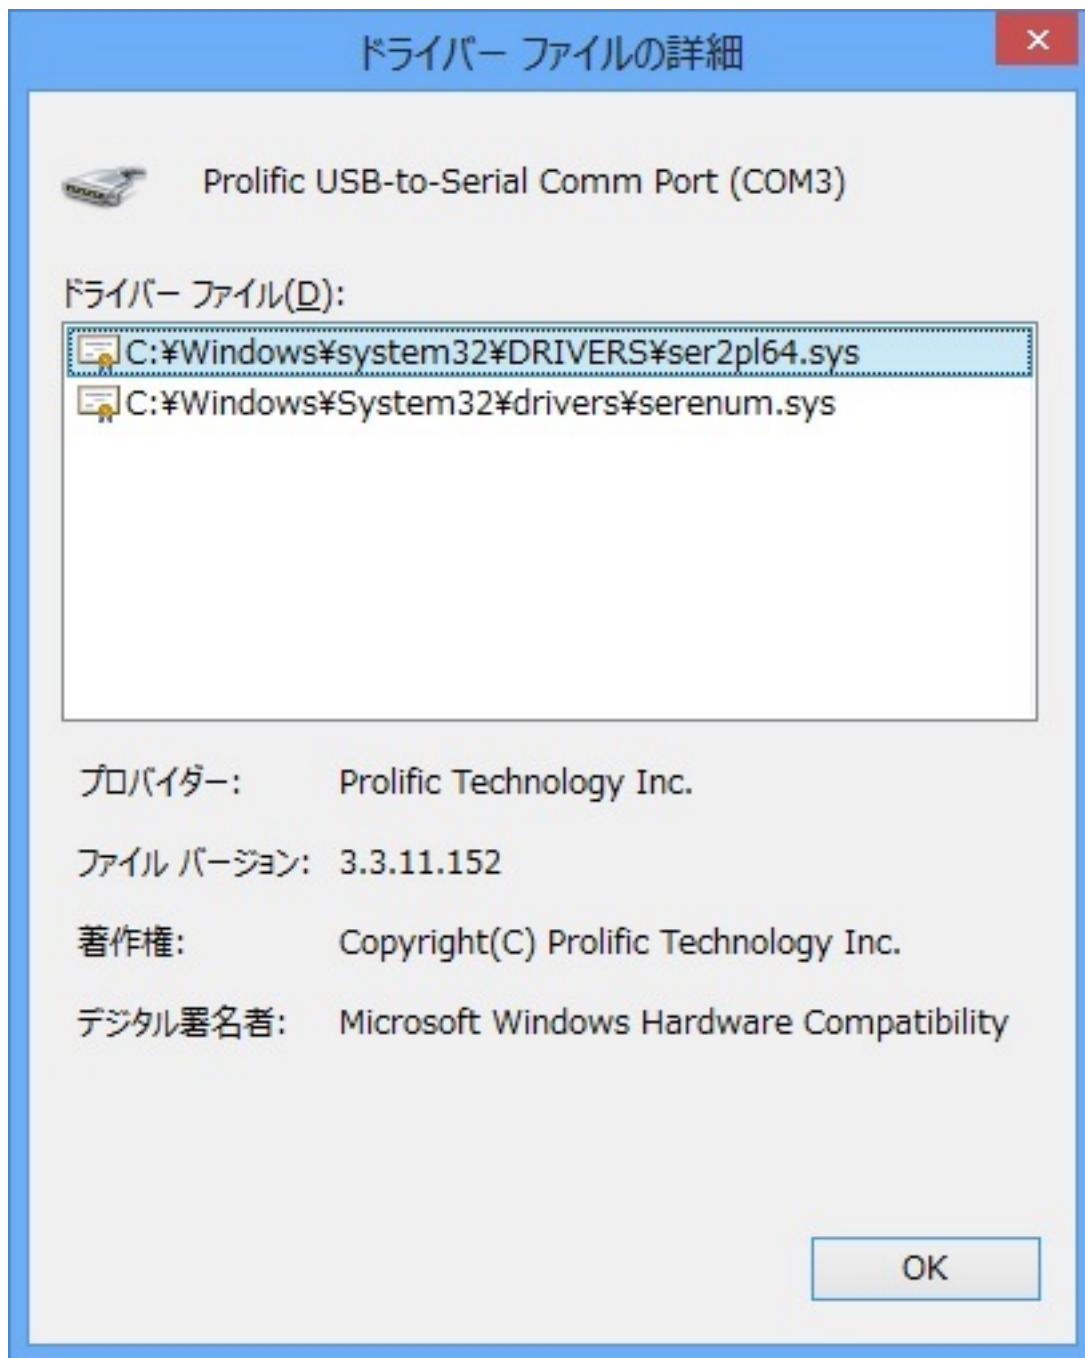 ドライバー ファイルの詳細
Prolific USB-to-Serial Comm Port (COM3)
ドライバー ファイル(D):
C:¥Windows¥system32¥DRIVERS¥ser2pl64.sys
C:¥Windows¥System32¥drivers¥serenum.sys
プロバイダー: Prolific Technology Inc.
ファイル バージョン: 3.3.11.152
著作権: Copyright(C) Prolific Technology Inc.
デジタル署名者: Microsoft Windows Hardware Compatibility
OK